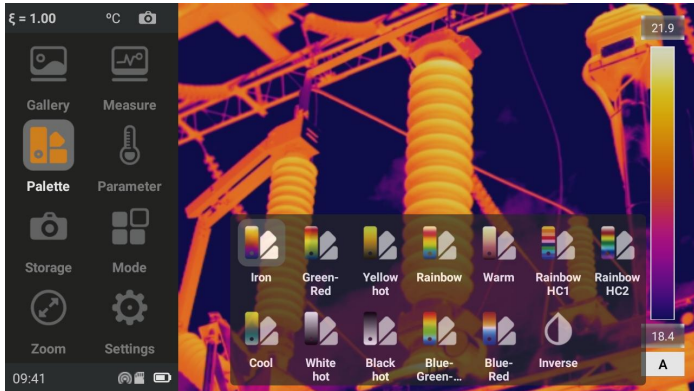 ξ = 1.00 °C
21.9
Gallery Measure
Palette Parameter
Storage Mode
Zoom Settings
09:41
Iron Green-Red Yellow hot Rainbow Warm Rainbow HC1 Rainbow HC2
Cool White hot Black hot Blue-Green-... Blue-Red Inverse
18.4
A